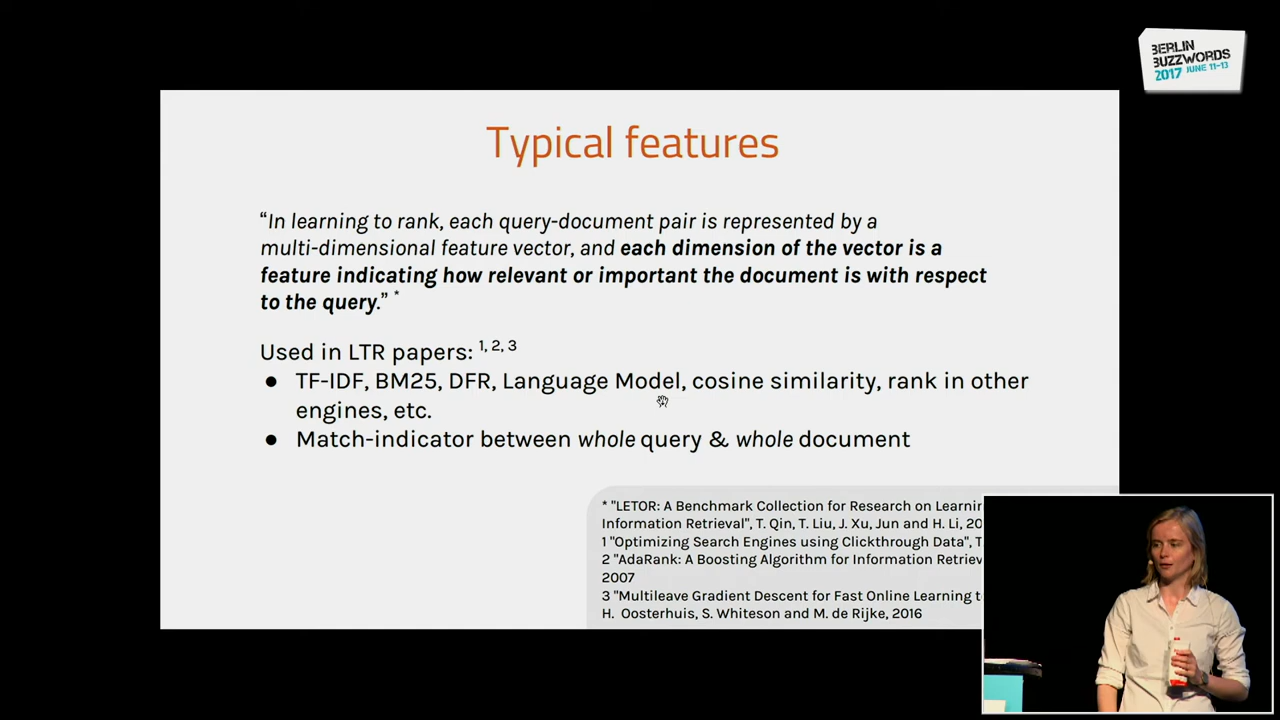 BERLIN
BUZZWORDS
2017 JUNE 11-13
Typical features
“In learning to rank, each query-document pair is represented by a
multi-dimensional feature vector, and each dimension of the vector is a
feature indicating how relevant or important the document is with respect
to the query.” *
Used in LTR papers: 1, 2, 3
● TF-IDF, BM25, DFR, Language Model, cosine similarity, rank in other
engines, etc.
● Match-indicator between whole query & whole document
* "LETOR: A Benchmark Collection for Research on
Information Retrieval", T. Qin, T. Liu, J. Xu, Jun and H. Li,
1 "Optimizing Search Engines using Clickthrough Data",
2 "AdaRank: A Boosting Algorithm for Information
2007
3 "Multileave Gradient Descent for Fast Online Learning
H. Oosterhuis, S. Whiteson and M. de Rijke, 2016